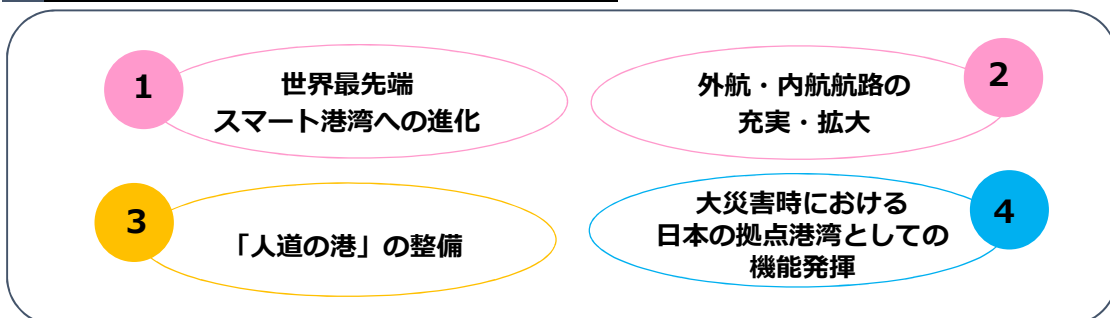 1
世界最先端
スマート港湾への進化
2
外航・内航航路の
充実・拡大
3
「人道の港」の整備
4
大災害時における
日本の拠点港湾としての
機能発揮